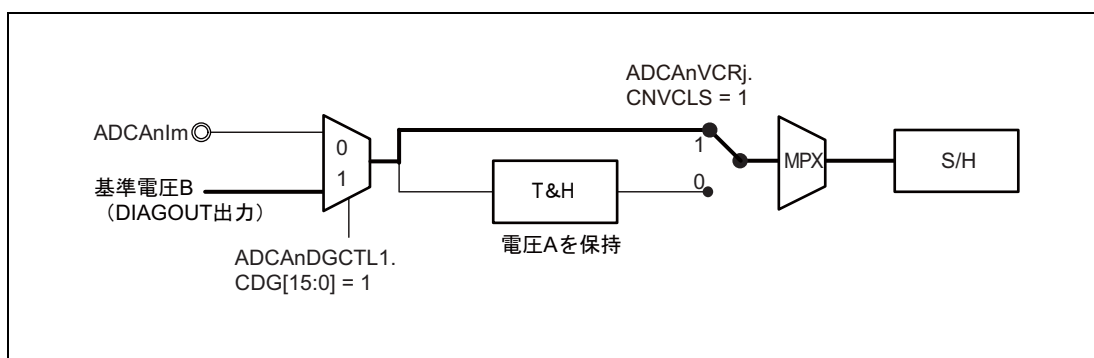 ADCAnVCRj.
CNVCLS = 1
ADCAnIm
0
1
1
0
MPX
S/H
基準電圧B
(DIAGOUT出力)
T&H
電圧Aを保持
ADCAnDGCTL1.
CDG[15:0] = 1